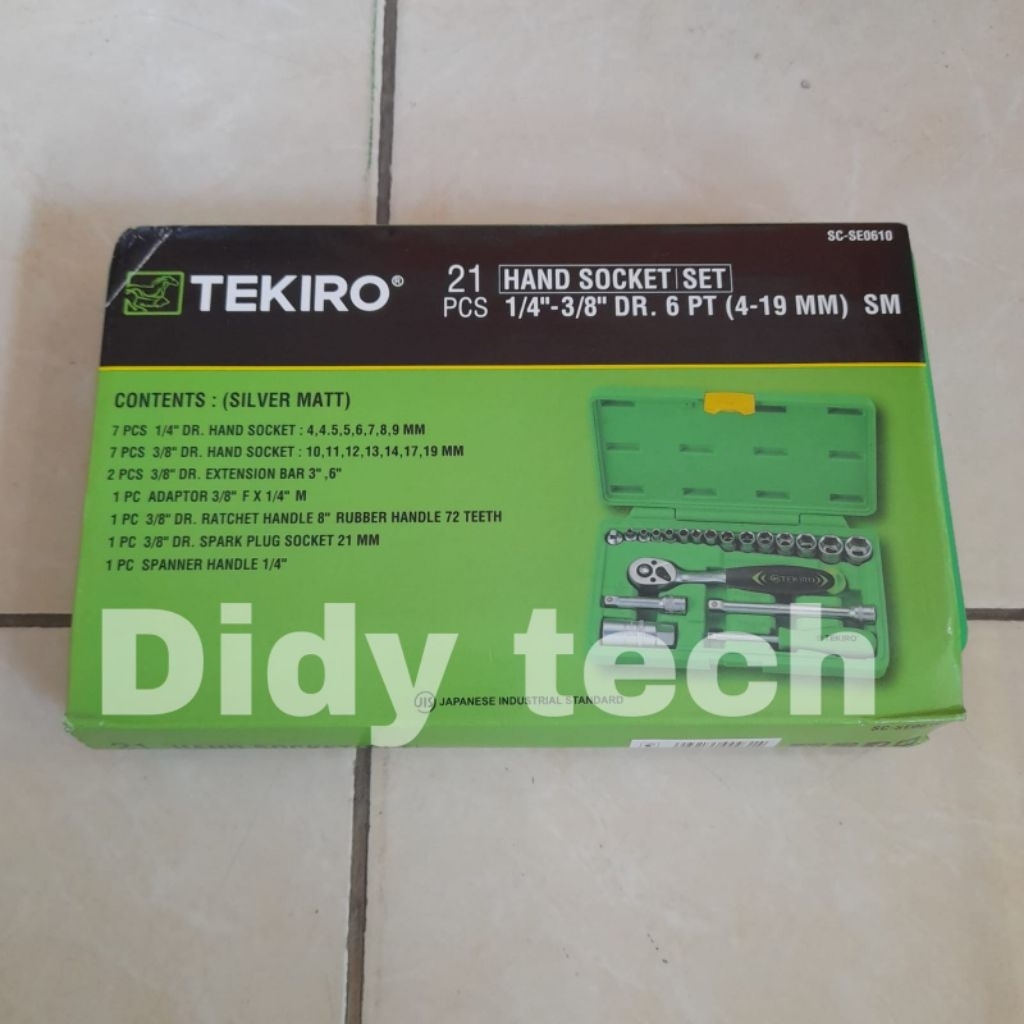 SC-SE0610
TEKIRO®
21 PCS
HAND SOCKET SET
1/4"-3/8" DR. 6 PT (4-19 MM) SM
CONTENTS : (SILVER MATT)
7 PCS 1/4" DR. HAND SOCKET : 4,4.5,5,6,7,8,9 MM
7 PCS 3/8" DR. HAND SOCKET : 10,11,12,13,14,17,19 MM
2 PCS 3/8" DR. EXTENSION BAR 3" ,6"
1 PC ADAPTOR 3/8" F X 1/4" M
1 PC 3/8" DR. RATCHET HANDLE 8" RUBBER HANDLE 72 TEETH
1 PC 3/8" DR. SPARK PLUG SOCKET 21 MM
1 PC SPANNER HANDLE 1/4"
TEKIRO
TEKIRO
Didy tech
JIS JAPANESE INDUSTRIAL STANDARD